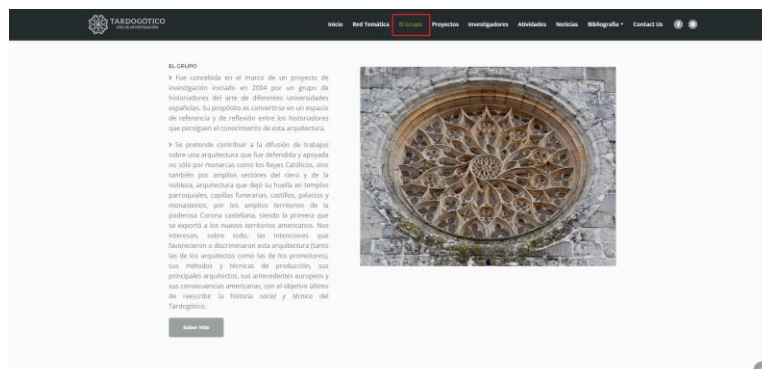 TARDOGÓTICO
RED DE INVESTIGACIÓN
Inicio Red Temática El Grupo Proyectos Investigadores Atividades Noticias Bibliografía Contact Us
EL GRUPO
> Fue concebida en el marco de un proyecto de
investigación iniciado en 2004 por un grupo de
historiadores del arte de diferentes universidades
españolas. Su propósito es convertirse en un espacio
de referencia y de reflexión entre los historiadores
que persiguen el conocimiento de esta arquitectura.
> Se pretende contribuir a la difusión de trabajos
sobre una arquitectura que fue defendida y apoyada
no sólo por monarcas como los Reyes Católicos, sino
también por amplios sectores del clero y de la
nobleza, arquitectura que dejó su huella en templos
parroquiales, capillas funerarias, castillos, palacios y
monasterios, por los amplios territorios de la
poderosa Corona castellana, siendo la primera que
se exportó a los nuevos territorios americanos. Nos
interesan, sobre todo, las intenciones que
favorecieron o discriminaron esta arquitectura (tanto
las de los arquitectos como las de los promotores),
sus métodos y técnicas de producción, sus
principales arquitectos, sus antecedentes europeos y
sus consecuencias americanas, con el objetivo último
de reescribir la historia social y técnica del
Tardogótico.
Saber Más